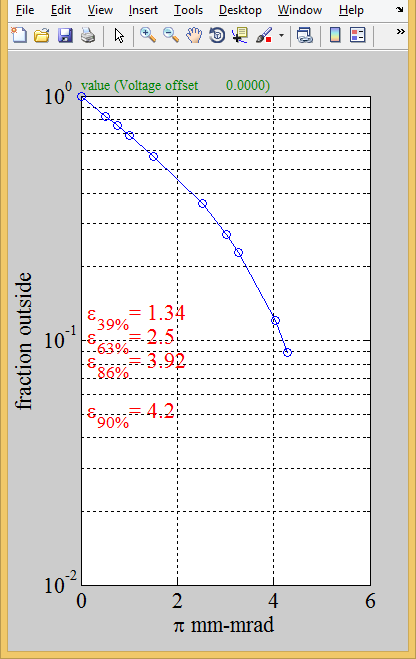 File Edit View Insert Tools Desktop Window Help
value (Voltage offset 0.0000)
10^0
fraction outside
ε39% = 1.34
10^-1
ε63% = 2.5
ε86% = 3.92
ε90% = 4.2
10^-2
0 2 4 6
π mm-mrad